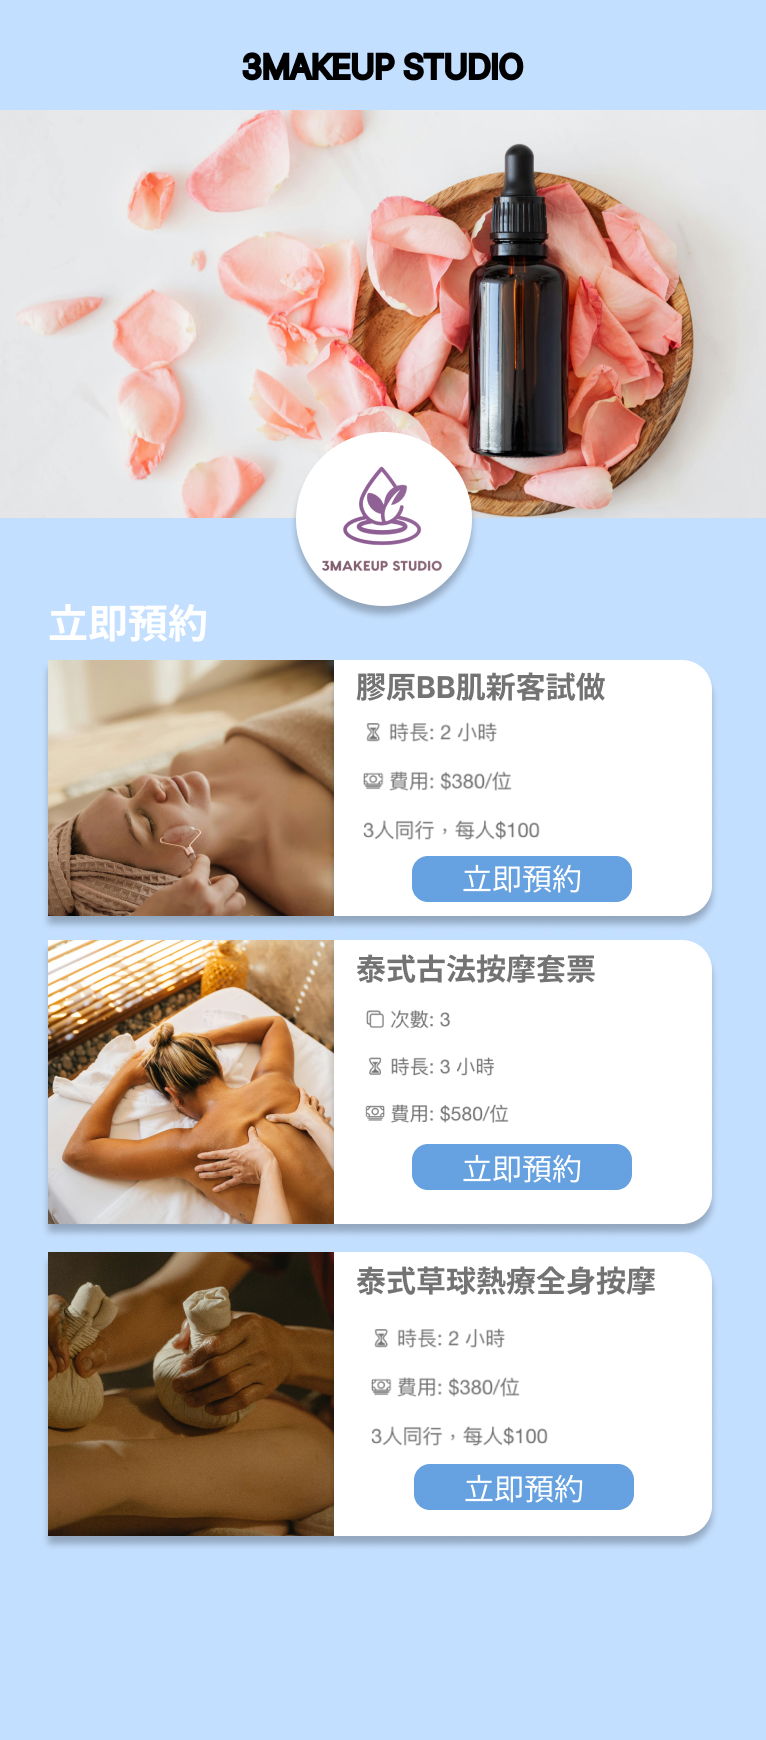 3MAKEUP STUDIO
3MAKEUP STUDIO
立即預約
膠原BB肌新客試做
時長: 2 小時
費用: $380/位
3人同行，每人$100
立即預約
泰式古法按摩套票
次數: 3
時長: 3 小時
費用: $580/位
立即預約
泰式草球熱療全身按摩
時長: 2 小時
費用: $380/位
3人同行，每人$100
立即預約